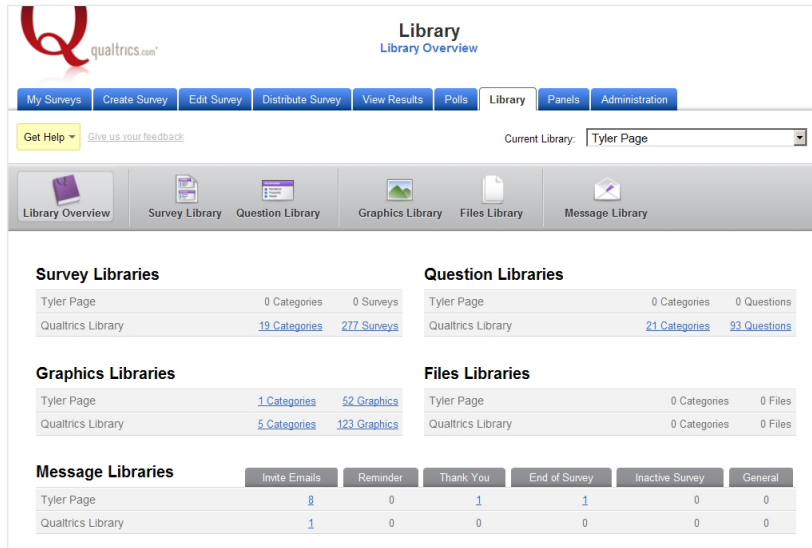 Q
qualtrics.com
Library
Library Overview
My Surveys Create Survey Edit Survey Distribute Survey View Results Polls Library Panels Administration
Get Help Give us your feedback Current Library: Tyler Page
Library Overview Survey Library Question Library Graphics Library Files Library Message Library
Survey Libraries
Tyler Page 0 Categories 0 Surveys
Qualtrics Library 19 Categories 277 Surveys
Question Libraries
Tyler Page 0 Categories 0 Questions
Qualtrics Library 21 Categories 93 Questions
Graphics Libraries
Tyler Page 1 Categories 52 Graphics
Qualtrics Library 5 Categories 123 Graphics
Files Libraries
Tyler Page 0 Categories 0 Files
Qualtrics Library 0 Categories 0 Files
Message Libraries Invite Emails Reminder Thank You End of Survey Inactive Survey General
Tyler Page 8 0 1 1 0 0
Qualtrics Library 1 0 0 0 0 0